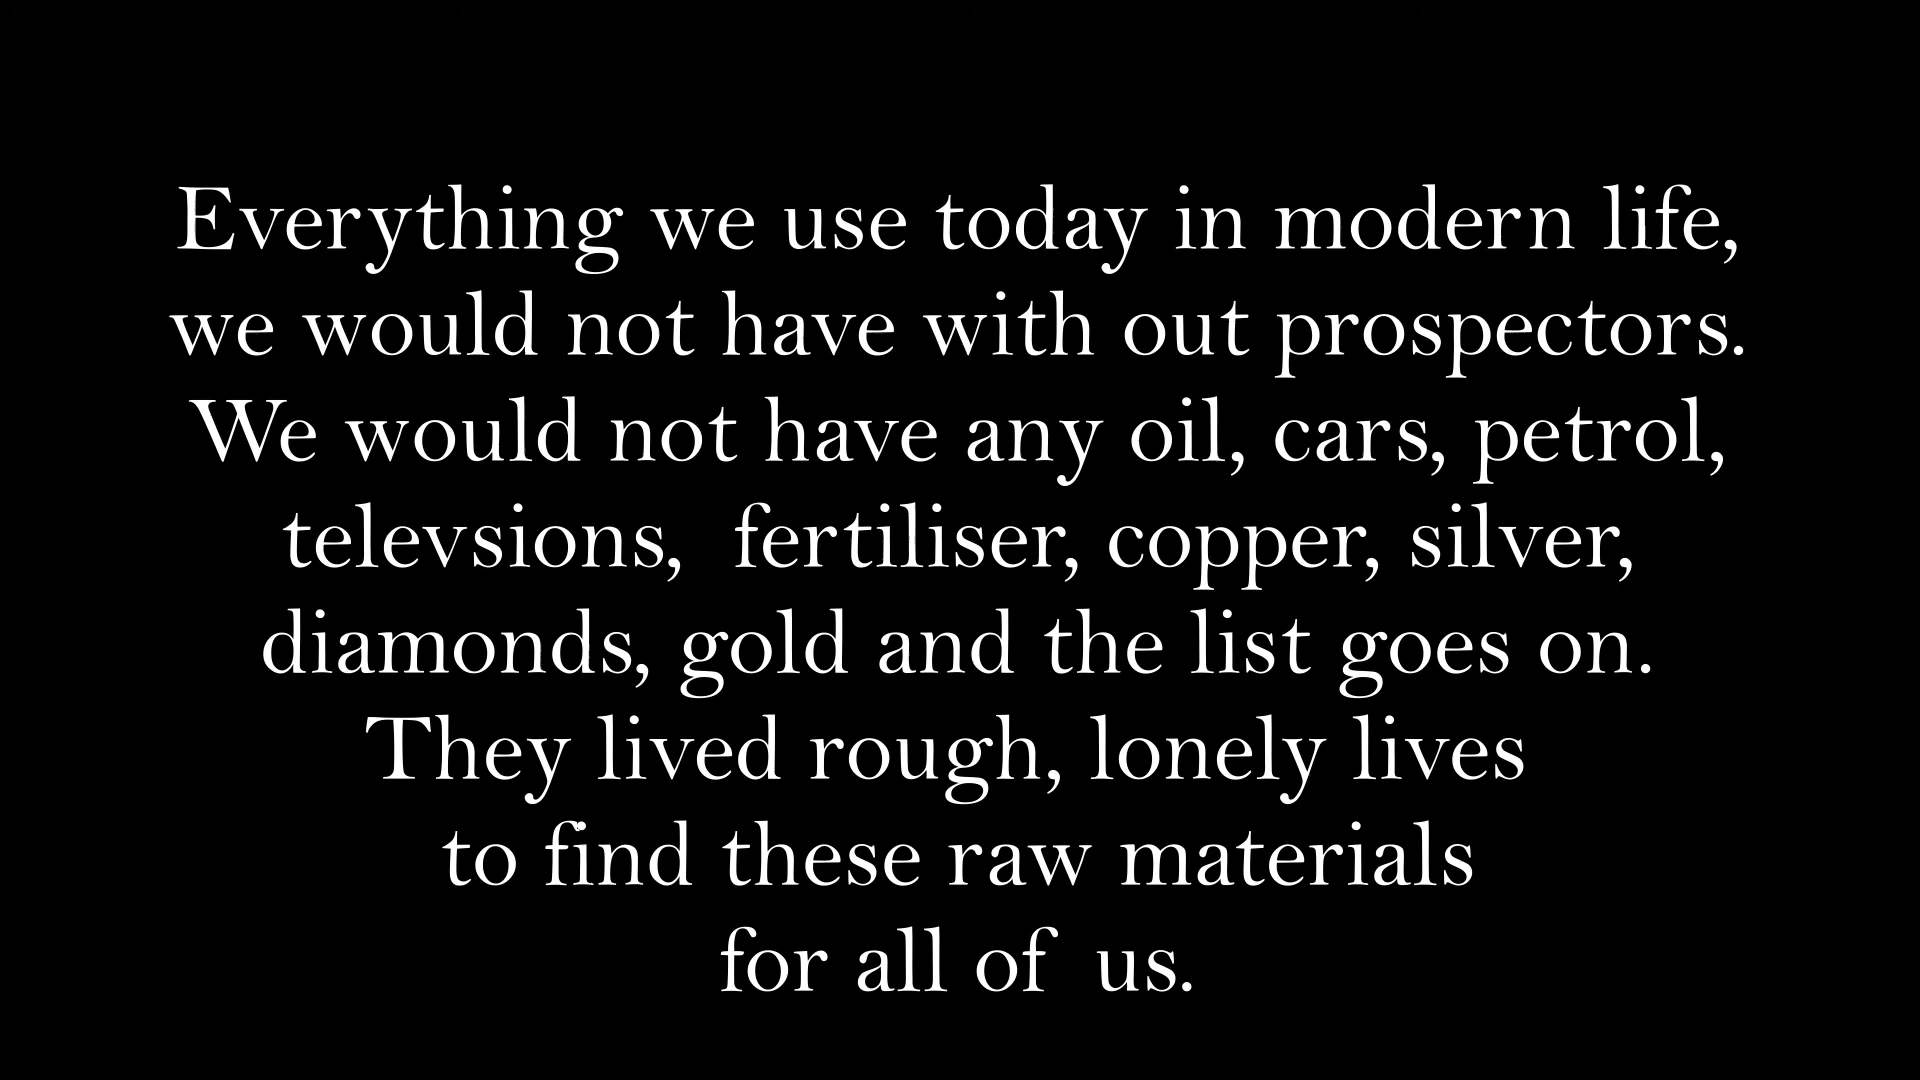 Everything we use today in modern life,
we would not have with out prospectors.
We would not have any oil, cars, petrol,
televsions,  fertiliser, copper, silver,
diamonds, gold and the list goes on.
They lived rough, lonely lives
to find these raw materials
for all of  us.